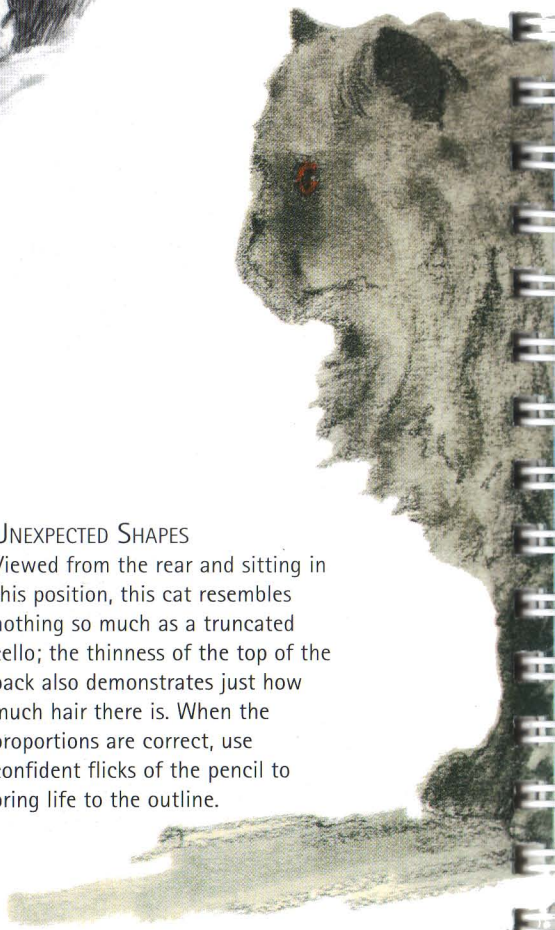 UNEXPECTED SHAPES
Viewed from the rear and sitting in
this position, this cat resembles
nothing so much as a truncated
cello; the thinness of the top of the
back also demonstrates just how
much hair there is. When the
proportions are correct, use
confident flicks of the pencil to
bring life to the outline.